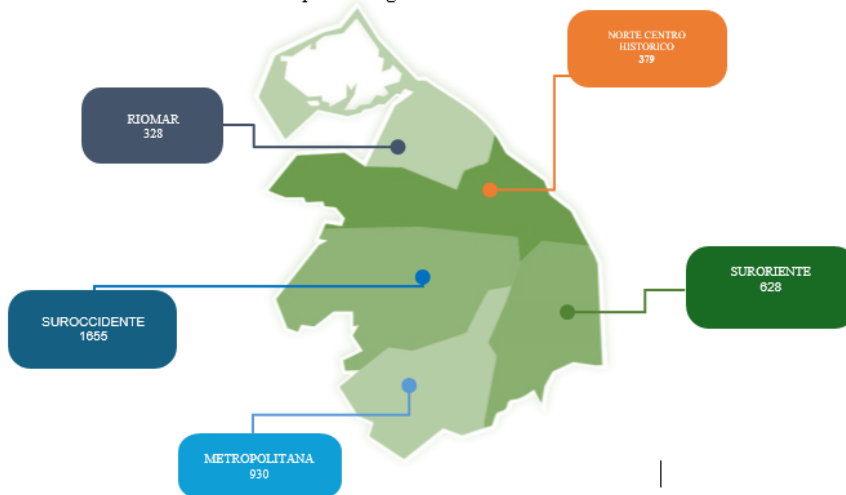 NORTE CENTRO
HISTORICO
379
RIOMAR
328
SURORIENTE
628
SUROCCIDENTE
1655
METROPOLITANA
930